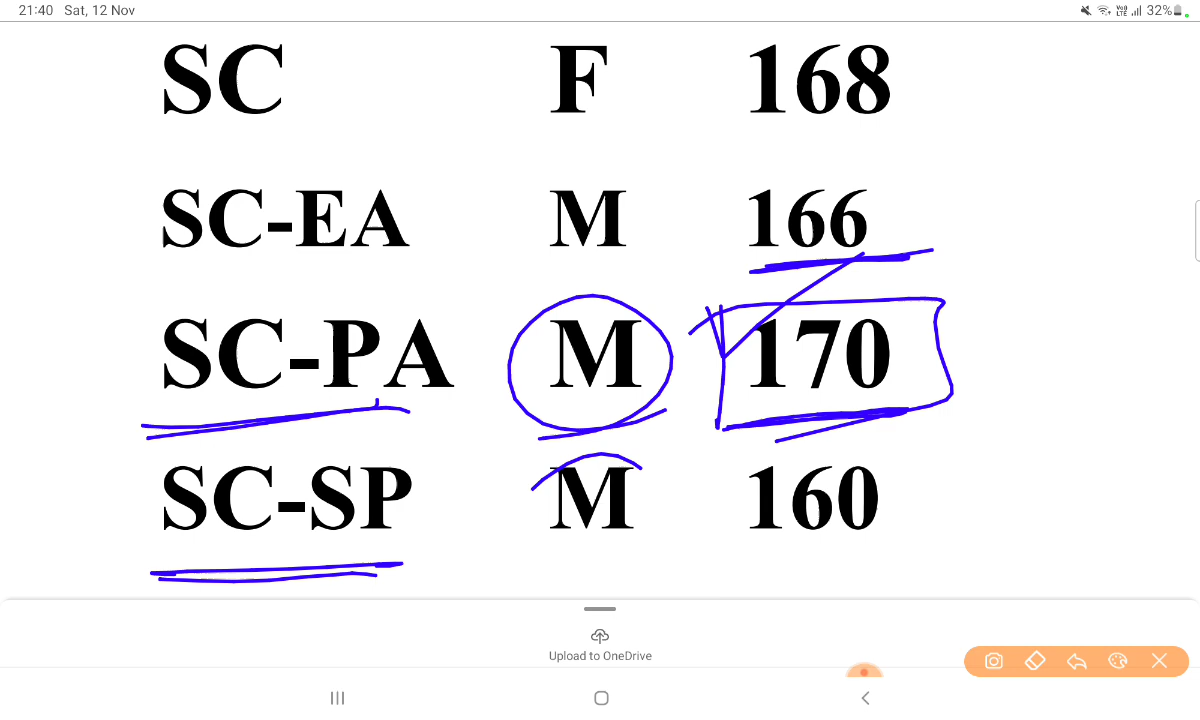 21:40 Sat, 12 Nov 32%
SC F 168
SC-EA M 166
SC-PA M 170
SC-SP M 160
Upload to OneDrive